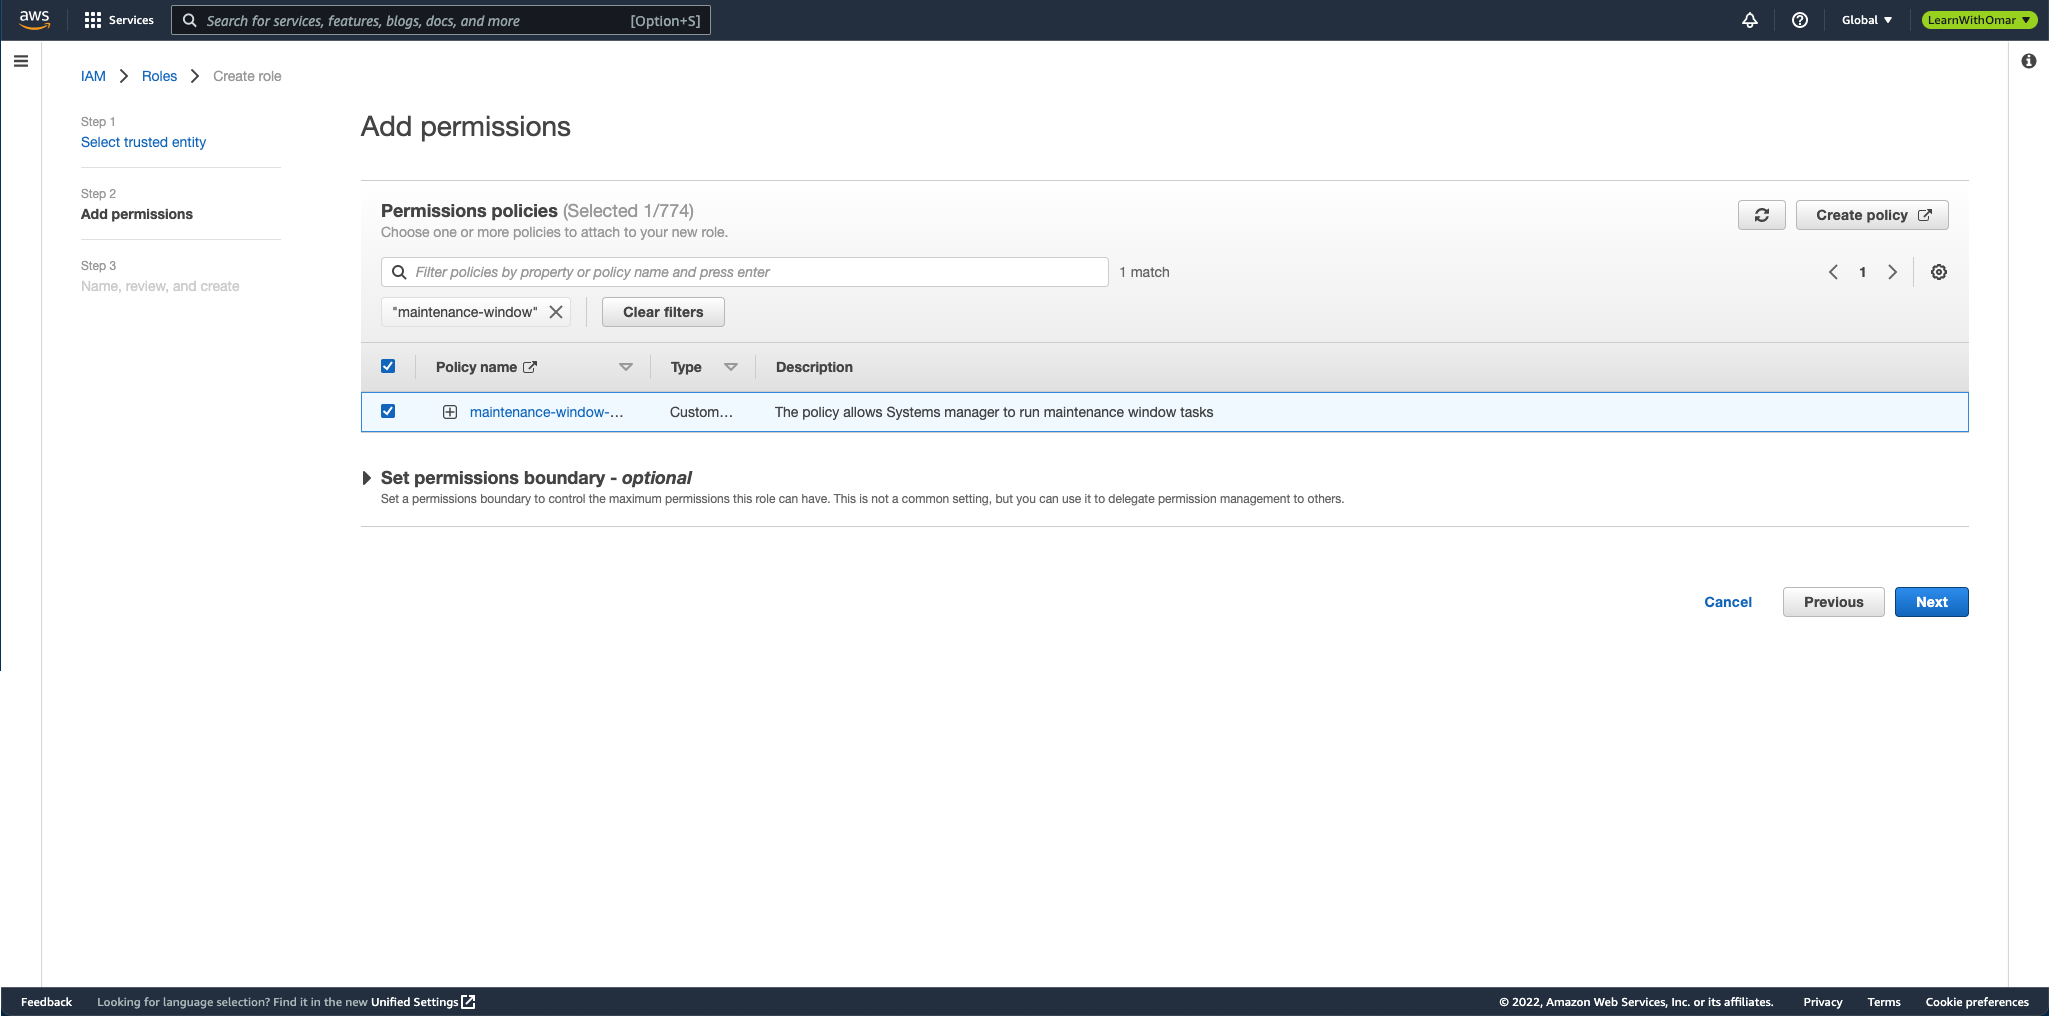 aws Services Search for services, features, blogs, docs, and more [Option+S] Global LearnWithOmar
IAM Roles Create role
Step 1
Select trusted entity
Step 2
Add permissions
Step 3
Name, review, and create
Add permissions
Permissions policies (Selected 1/774)
Choose one or more policies to attach to your new role.
Create policy
Filter policies by property or policy name and press enter 1 match 1
"maintenance-window" Clear filters
Policy name Type Description
maintenance-window-... Custom... The policy allows Systems manager to run maintenance window tasks
Set permissions boundary - optional
Set a permissions boundary to control the maximum permissions this role can have. This is not a common setting, but you can use it to delegate permission management to others.
Cancel Previous Next
Feedback Looking for language selection? Find it in the new Unified Settings © 2022, Amazon Web Services, Inc. or its affiliates. Privacy Terms Cookie preferences